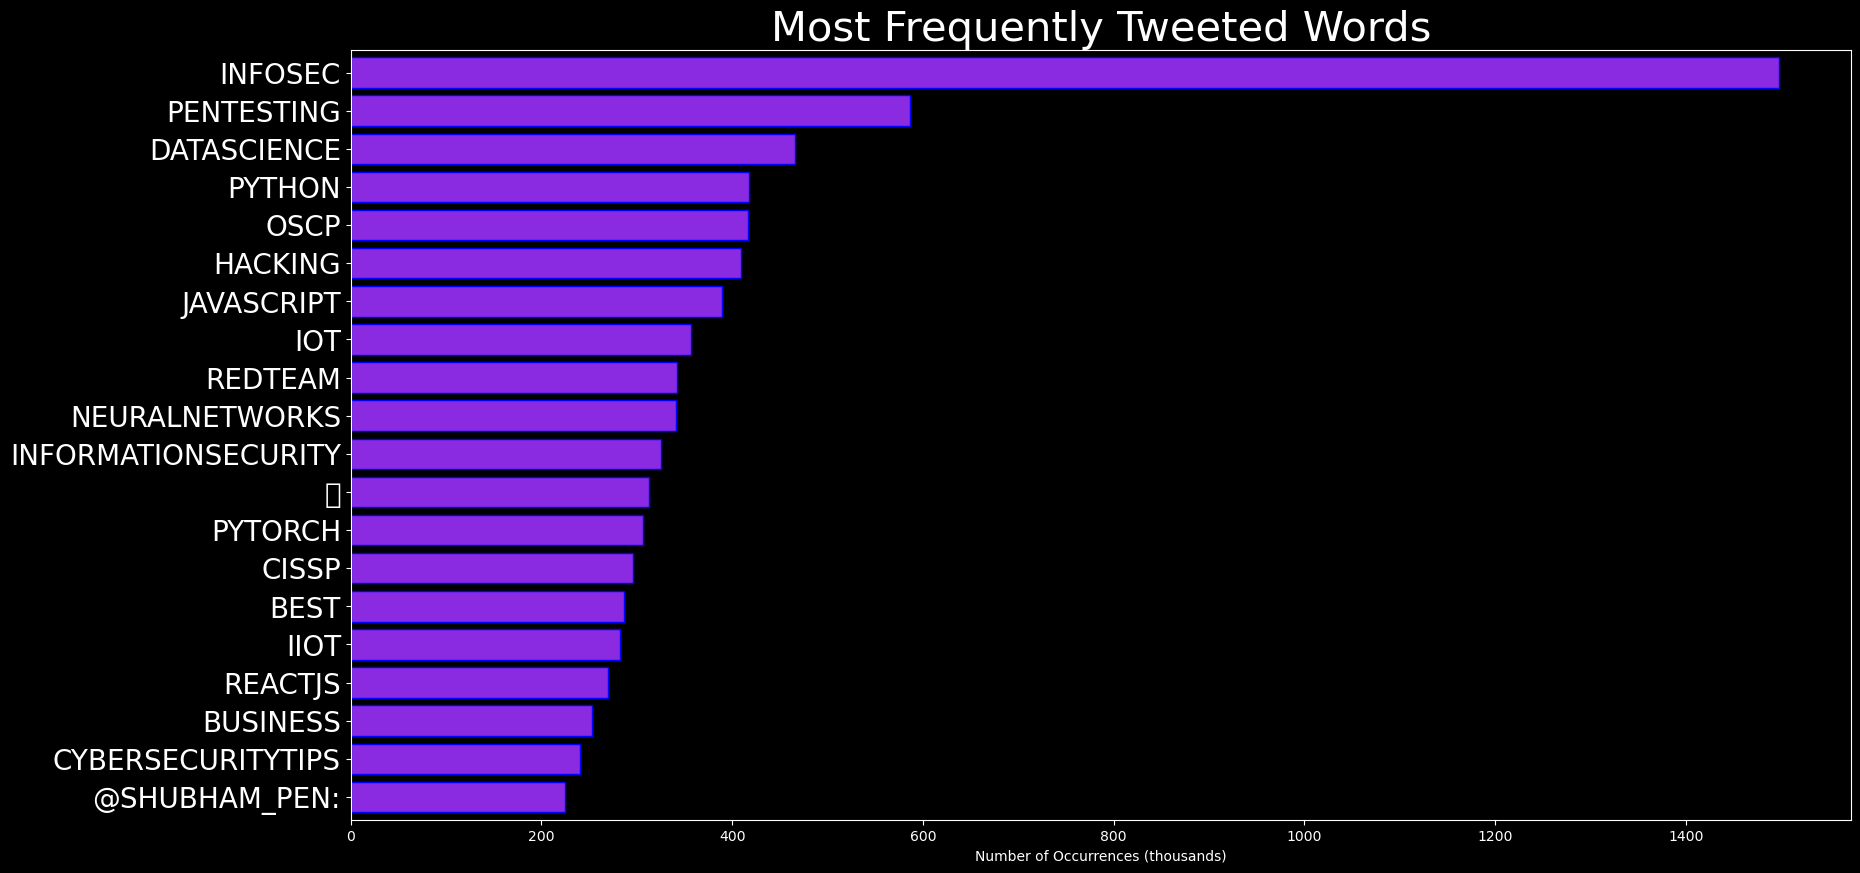 Most Frequently Tweeted Words
INFOSEC
PENTESTING
DATASCIENCE
PYTHON
OSCP
HACKING
JAVASCRIPT
IOT
REDTEAM
NEURALNETWORKS
INFORMATIONSECURITY
PYTORCH
CISSP
BEST
IIOT
REACTJS
BUSINESS
CYBERSECURITYTIPS
@SHUBHAM_PEN:
0 200 400 600 800 1000 1200 1400
Number of Occurrences (thousands)